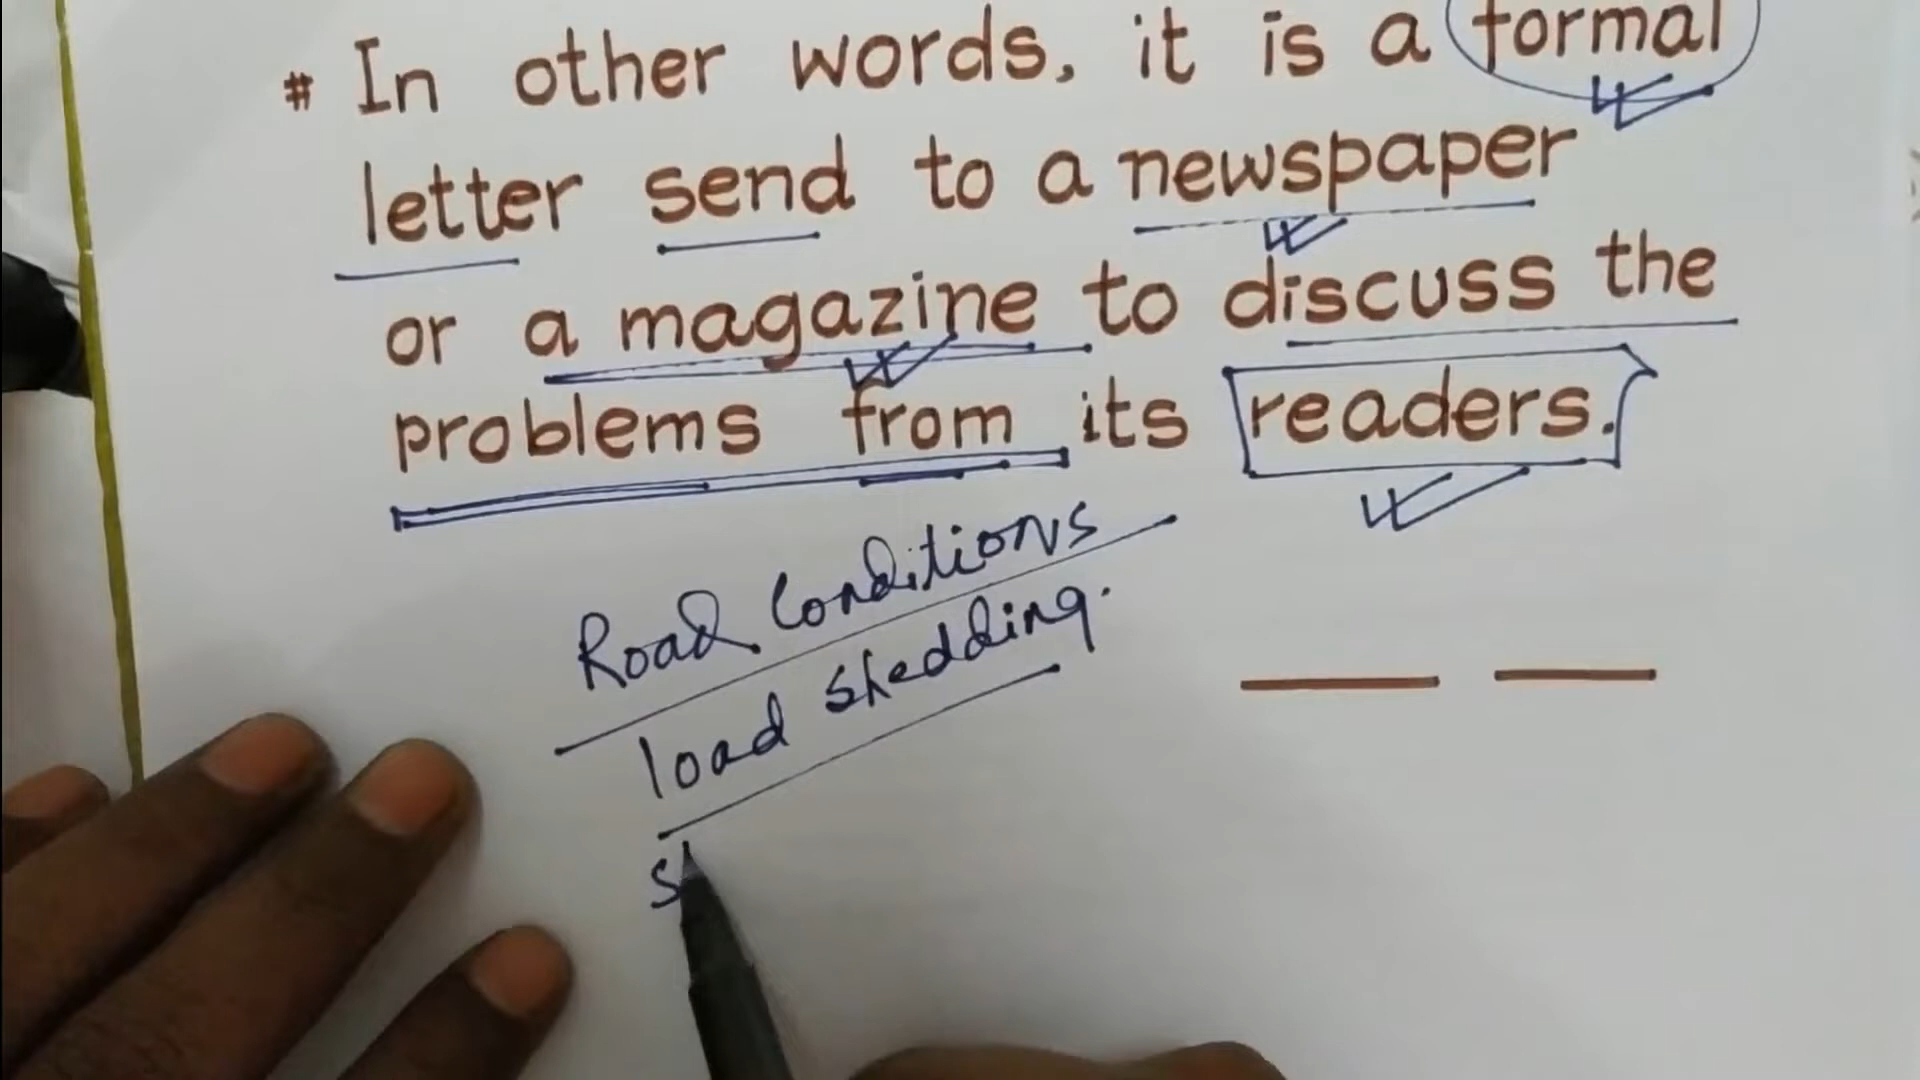 # In other words, it is a formal
letter send to a newspaper
or a magazine to discuss the
problems from its readers.
Road Conditions
load shedding.
s